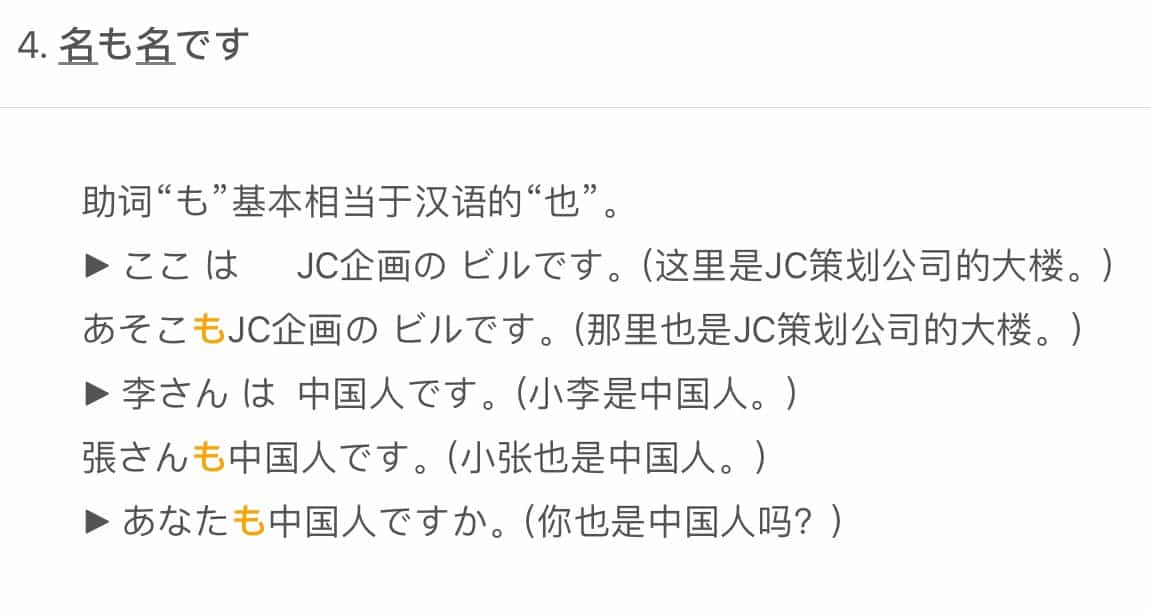 4. 名も名です
助词“も”基本相当于汉语的“也”。
▶ ここ は　 JC企画の ビルです。(这里是JC策划公司的大楼。)
あそこもJC企画の ビルです。(那里也是JC策划公司的大楼。)
▶ 李さん は 中国人です。(小李是中国人。)
張さんも中国人です。(小张也是中国人。)
▶ あなたも中国人ですか。(你也是中国人吗？)